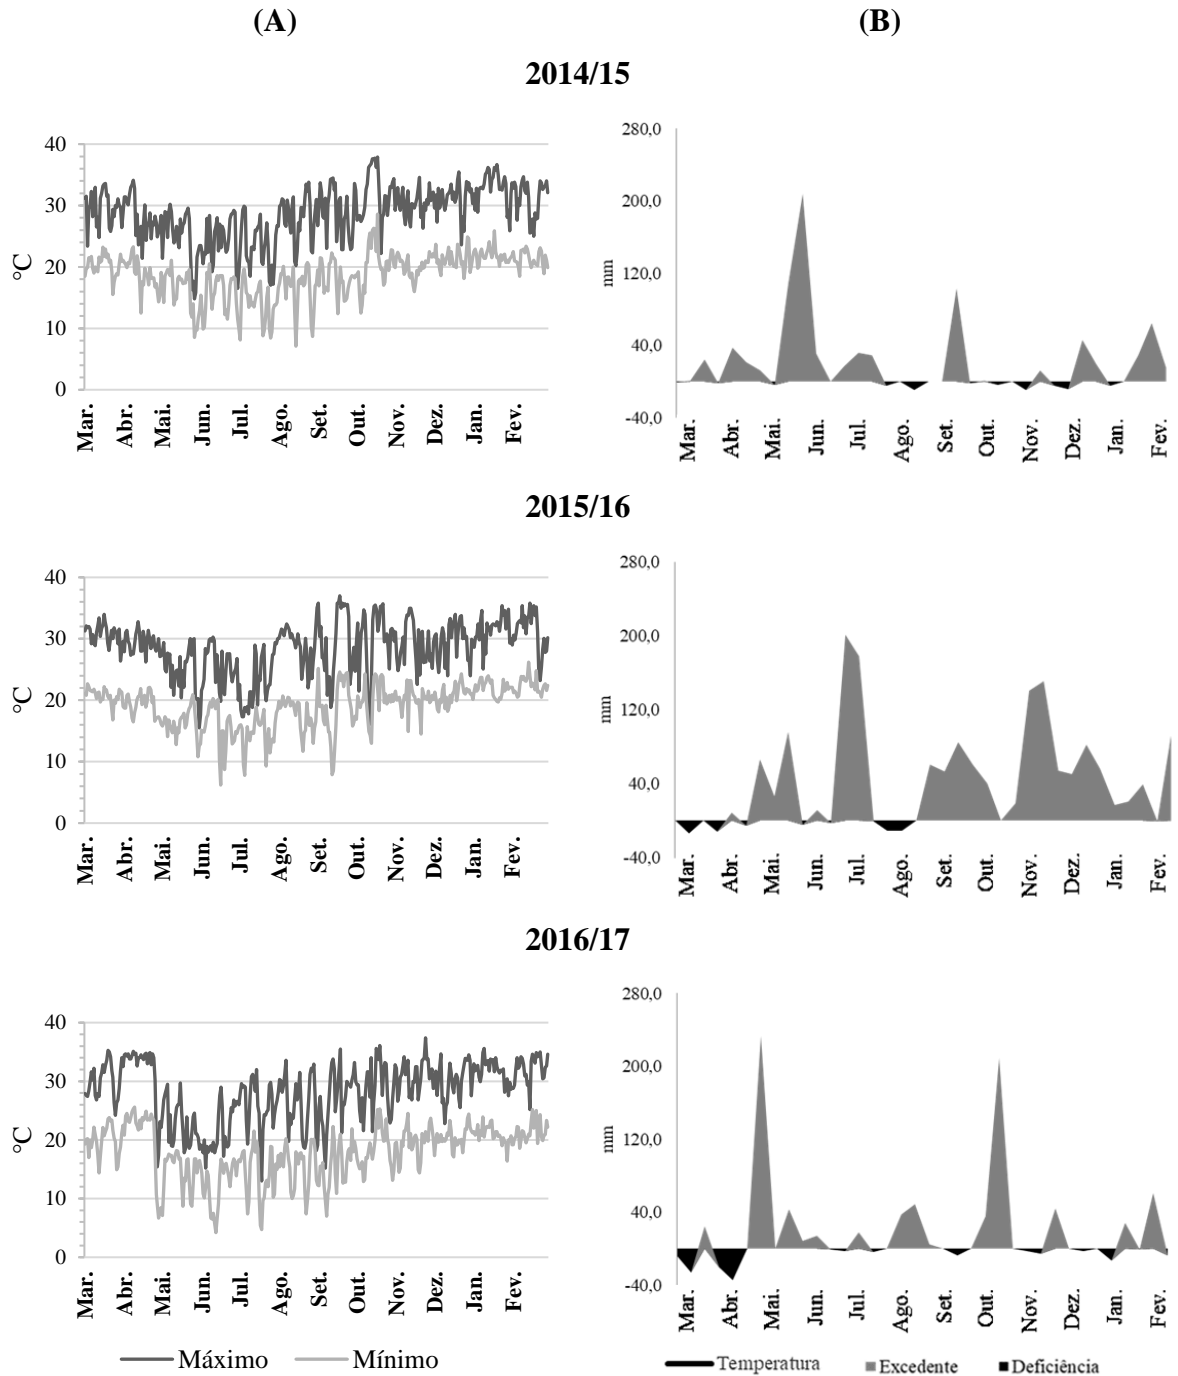 (A) (B)
2014/15
40
30
20
10
0
°C
Mar. Abr. Mai. Jun. Jul. Ago. Set. Out. Nov. Dez. Jan. Fev.
280,0
200,0
120,0
40,0
-40,0
mm
Mar. Abr. Mai. Jun. Jul. Ago. Set. Out. Nov. Dez. Jan. Fev.
2015/16
40
30
20
10
0
°C
Mar. Abr. Mai. Jun. Jul. Ago. Set. Out. Nov. Dez. Jan. Fev.
280,0
200,0
120,0
40,0
-40,0
mm
Mar. Abr. Mai. Jun. Jul. Ago. Set. Out. Nov. Dez. Jan. Fev.
2016/17
40
30
20
10
0
°C
Mar. Abr. Mai. Jun. Jul. Ago. Set. Out. Nov. Dez. Jan. Fev.
Máximo Mínimo
280,0
200,0
120,0
40,0
-40,0
mm
Mar. Abr. Mai. Jun. Jul. Ago. Set. Out. Nov. Dez. Jan. Fev.
Temperatura Excedente Deficiência